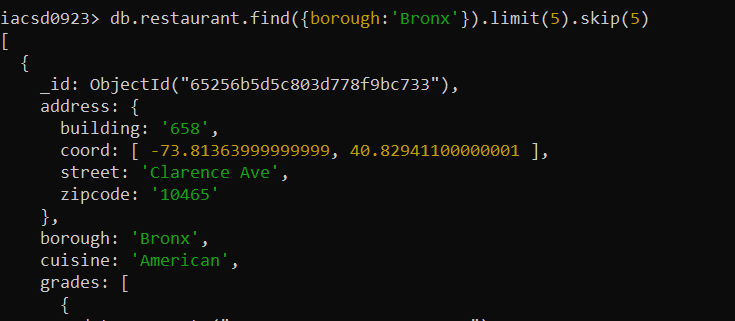 iacsd0923> db.restaurant.find({borough:'Bronx'}).limit(5).skip(5)
[
  {
    _id: ObjectId("65256b5d5c803d778f9bc733"),
    address: {
      building: '658',
      coord: [ -73.81363999999999, 40.82941100000001 ],
      street: 'Clarence Ave',
      zipcode: '10465'
    },
    borough: 'Bronx',
    cuisine: 'American',
    grades: [
      {